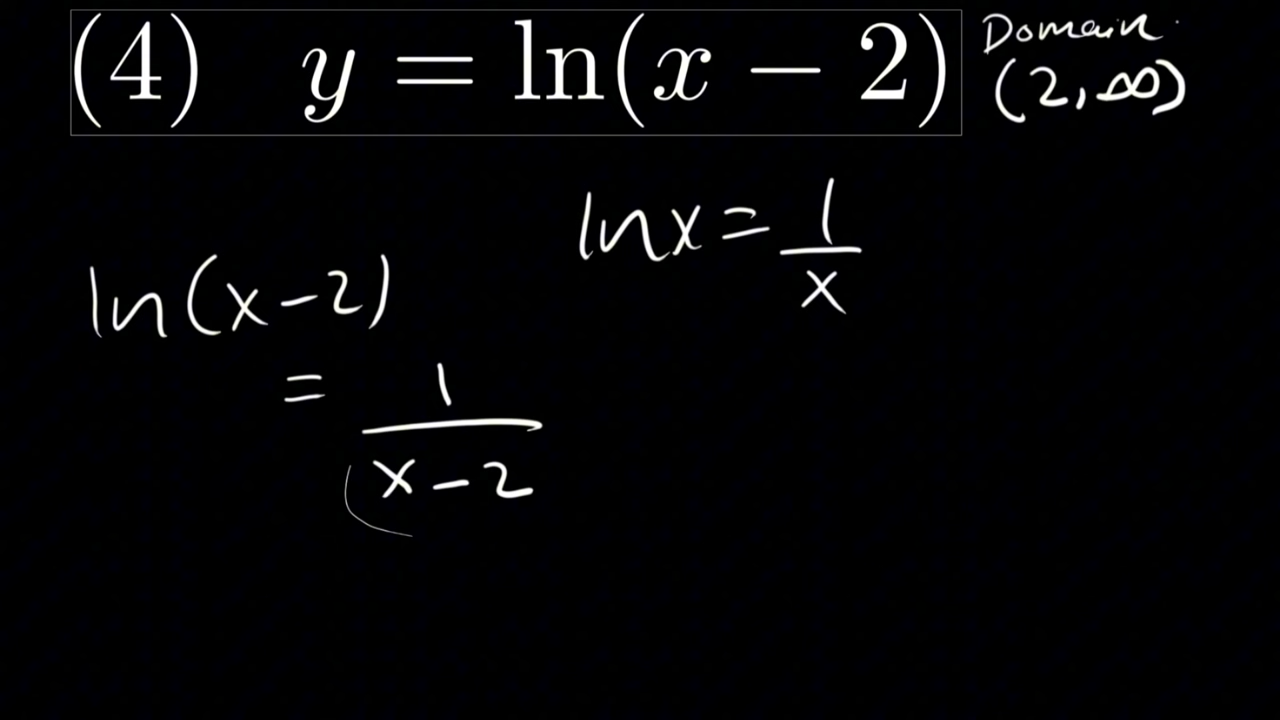 (4) y = ln(x − 2)
Domain
(2, ∞)
ln x = 1/x
ln(x − 2)
= 1/(x − 2)